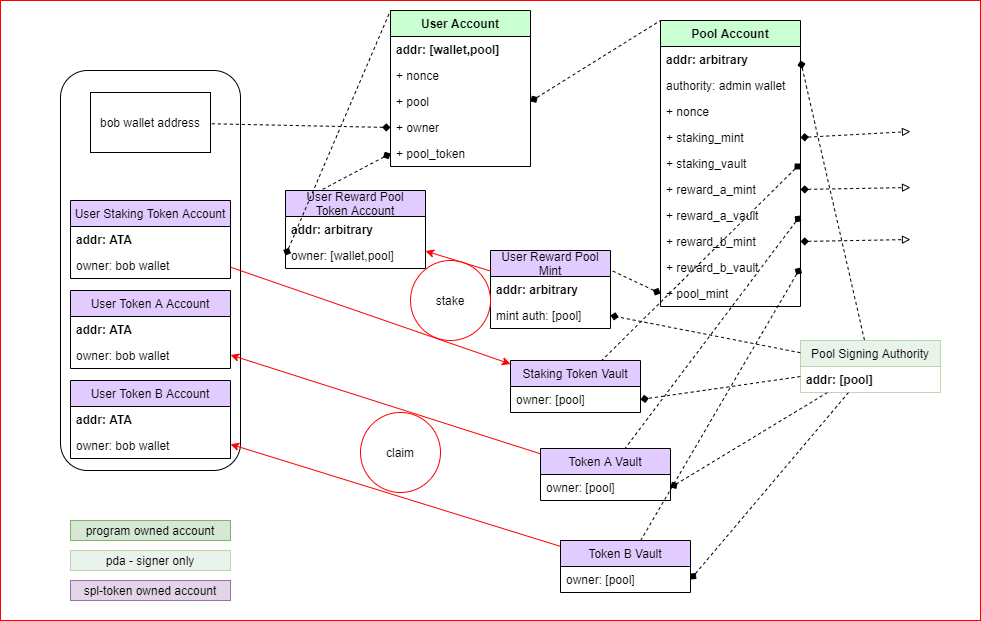 User Account
addr: [wallet,pool]
+ nonce
+ pool
+ owner
+ pool_token
Pool Account
addr: arbitrary
authority: admin wallet
+ nonce
+ staking_mint
+ staking_vault
+ reward_a_mint
+ reward_a_vault
+ reward_b_mint
+ reward_b_vault
+ pool_mint
bob wallet address
User Staking Token Account
addr: ATA
owner: bob wallet
User Token A Account
addr: ATA
owner: bob wallet
User Token B Account
addr: ATA
owner: bob wallet
User Reward Pool
Token Account
addr: arbitrary
owner: [wallet,pool]
User Reward Pool
Mint
addr: arbitrary
mint auth: [pool]
stake
Pool Signing Authority
addr: [pool]
Staking Token Vault
owner: [pool]
claim
Token A Vault
owner: [pool]
Token B Vault
owner: [pool]
program owned account
pda - signer only
spl-token owned account